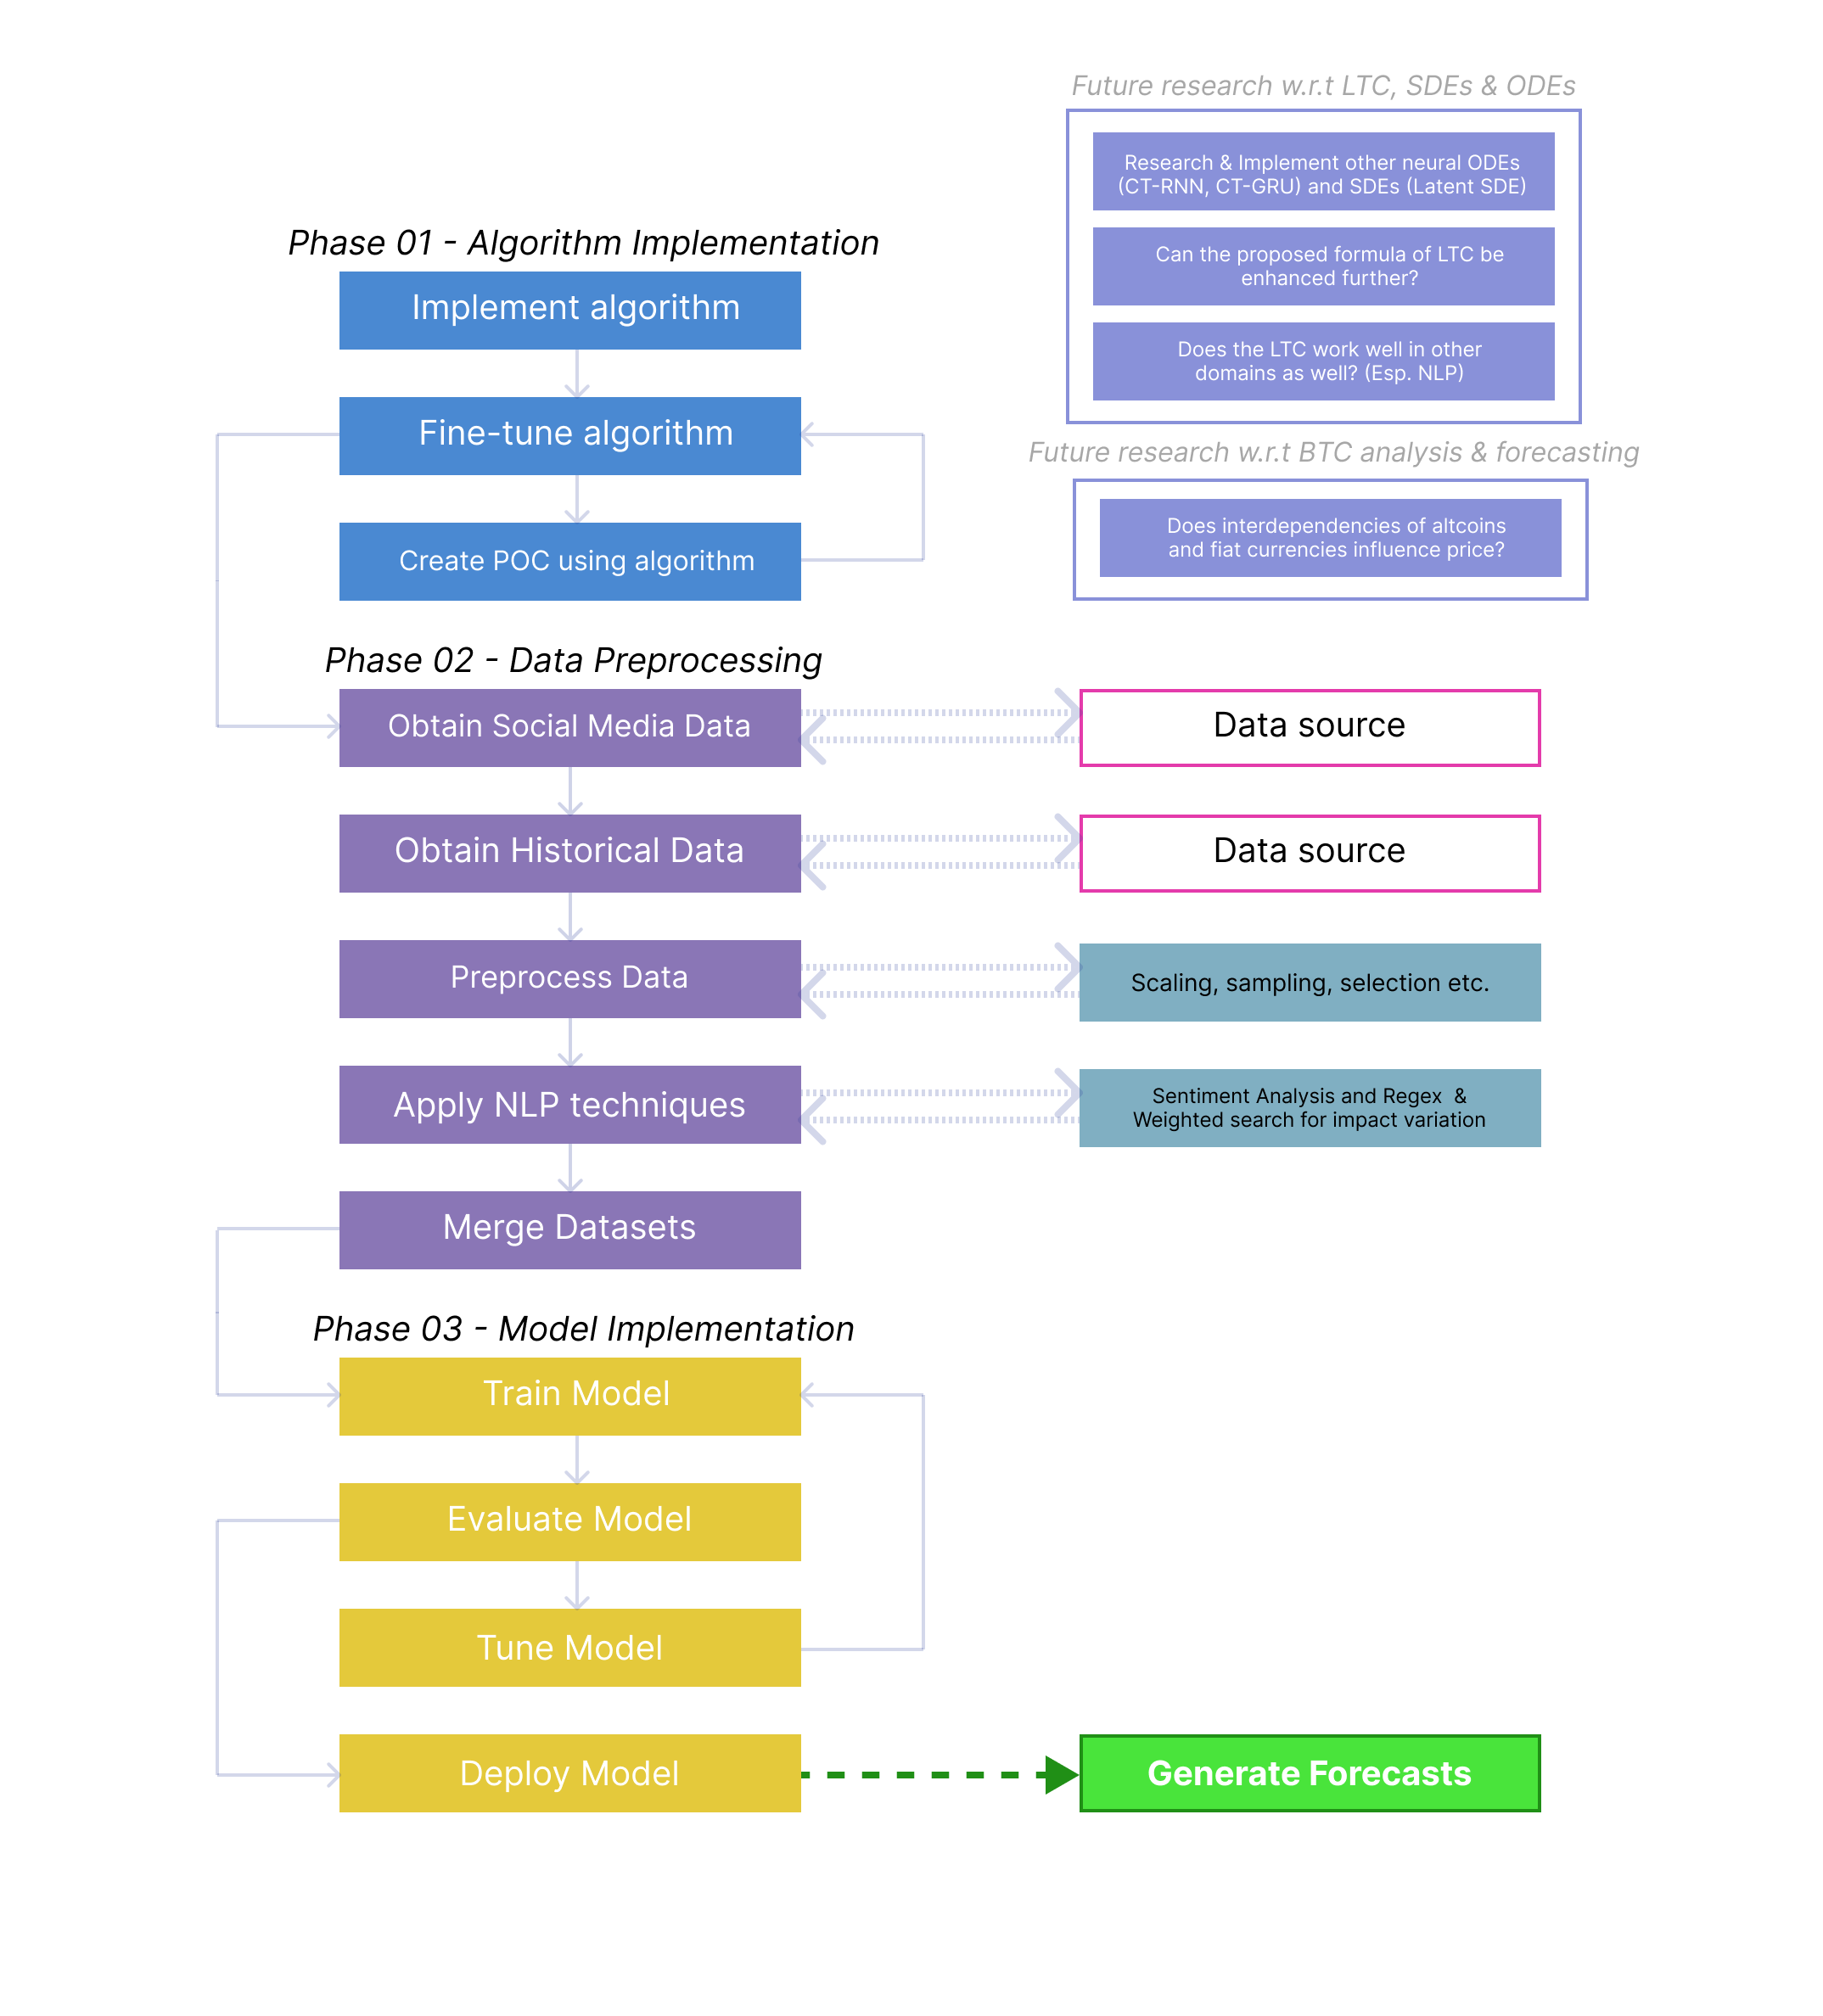 Future research w.r.t LTC, SDEs & ODEs
Research & Implement other neural ODEs
(CT-RNN, CT-GRU) and SDEs (Latent SDE)
Can the proposed formula of LTC be
enhanced further?
Does the LTC work well in other
domains as well? (Esp. NLP)
Future research w.r.t BTC analysis & forecasting
Does interdependencies of altcoins
and fiat currencies influence price?
Phase 01 - Algorithm Implementation
Implement algorithm
Fine-tune algorithm
Create POC using algorithm
Phase 02 - Data Preprocessing
Obtain Social Media Data
Data source
Obtain Historical Data
Data source
Preprocess Data
Scaling, sampling, selection etc.
Apply NLP techniques
Sentiment Analysis and Regex &
Weighted search for impact variation
Merge Datasets
Phase 03 - Model Implementation
Train Model
Evaluate Model
Tune Model
Deploy Model
Generate Forecasts